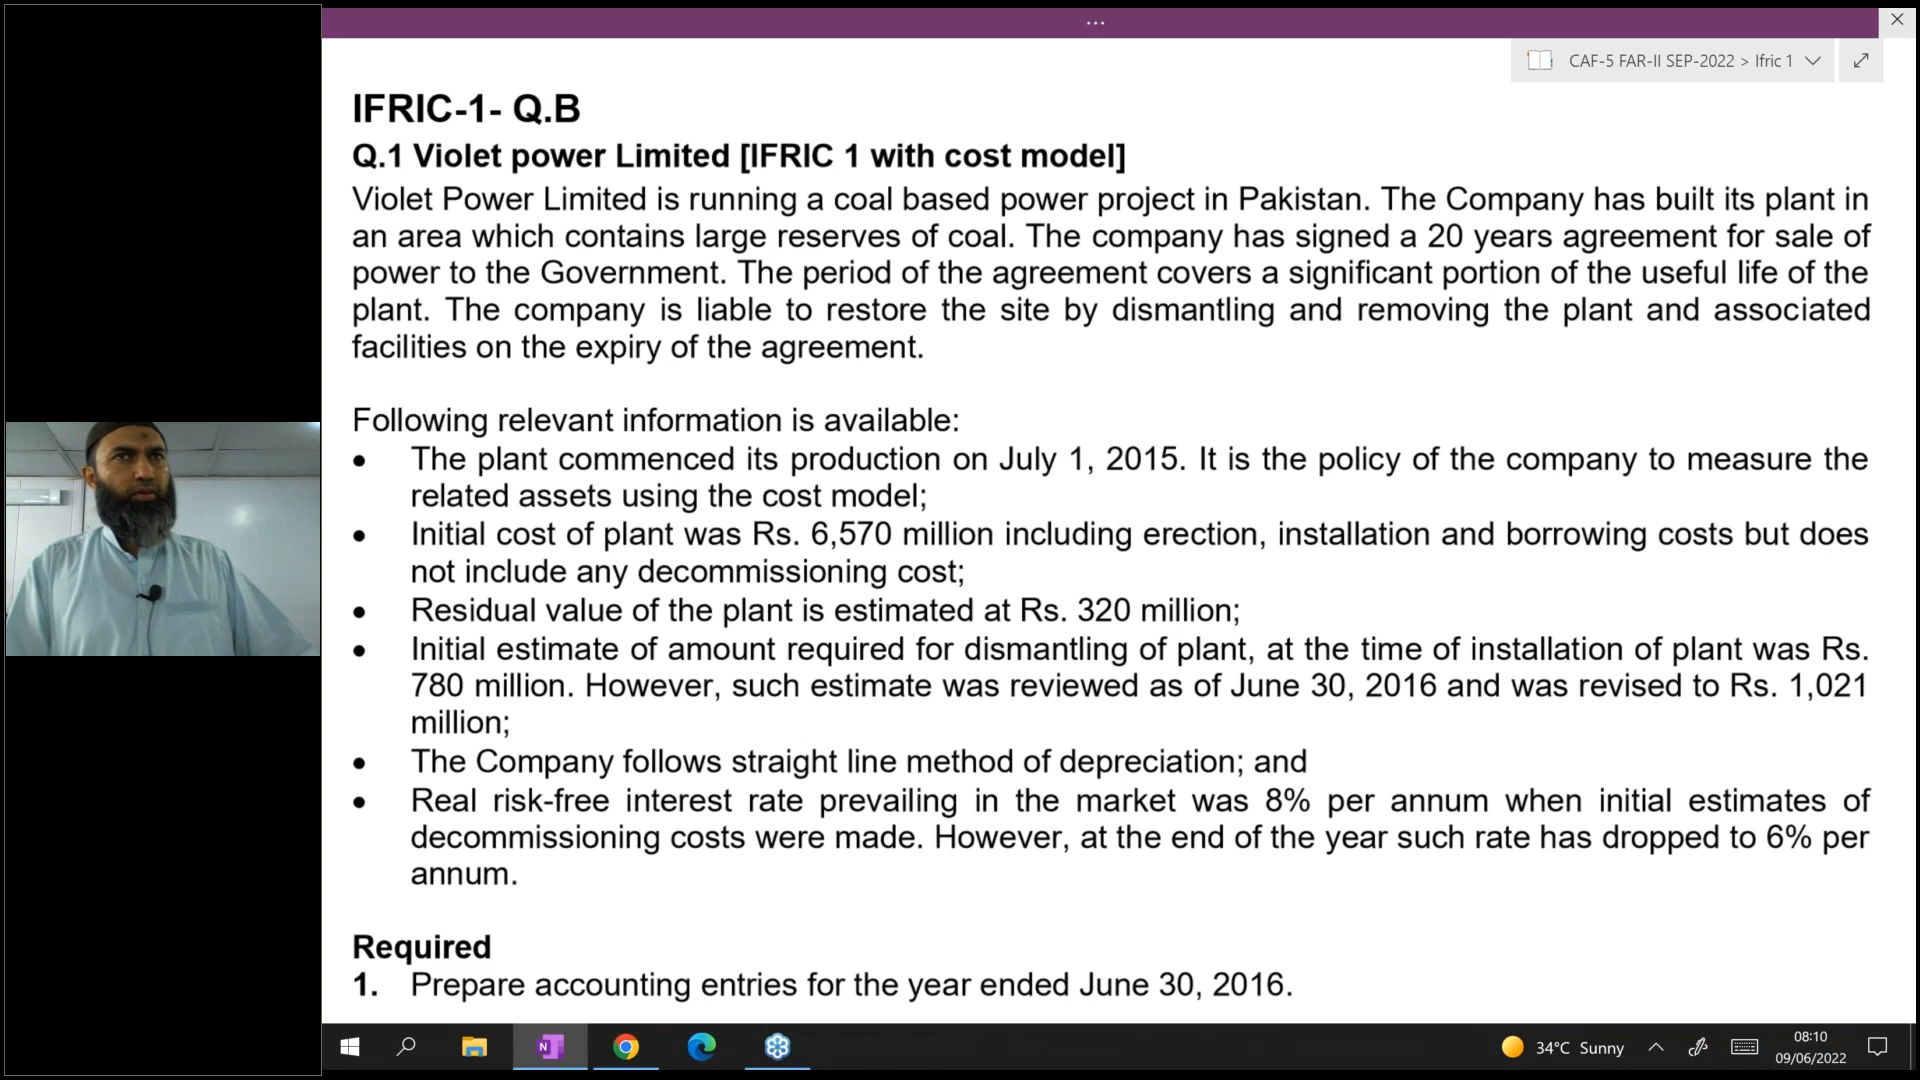 CAF-5 FAR-II SEP-2022 > Ifric 1
IFRIC-1- Q.B
Q.1 Violet power Limited [IFRIC 1 with cost model]
Violet Power Limited is running a coal based power project in Pakistan. The Company has built its plant in
an area which contains large reserves of coal. The company has signed a 20 years agreement for sale of
power to the Government. The period of the agreement covers a significant portion of the useful life of the
plant. The company is liable to restore the site by dismantling and removing the plant and associated
facilities on the expiry of the agreement.
Following relevant information is available:
• The plant commenced its production on July 1, 2015. It is the policy of the company to measure the
related assets using the cost model;
• Initial cost of plant was Rs. 6,570 million including erection, installation and borrowing costs but does
not include any decommissioning cost;
• Residual value of the plant is estimated at Rs. 320 million;
• Initial estimate of amount required for dismantling of plant, at the time of installation of plant was Rs.
780 million. However, such estimate was reviewed as of June 30, 2016 and was revised to Rs. 1,021
million;
• The Company follows straight line method of depreciation; and
• Real risk-free interest rate prevailing in the market was 8% per annum when initial estimates of
decommissioning costs were made. However, at the end of the year such rate has dropped to 6% per
annum.
Required
1. Prepare accounting entries for the year ended June 30, 2016.
34°C Sunny
08:10
09/06/2022